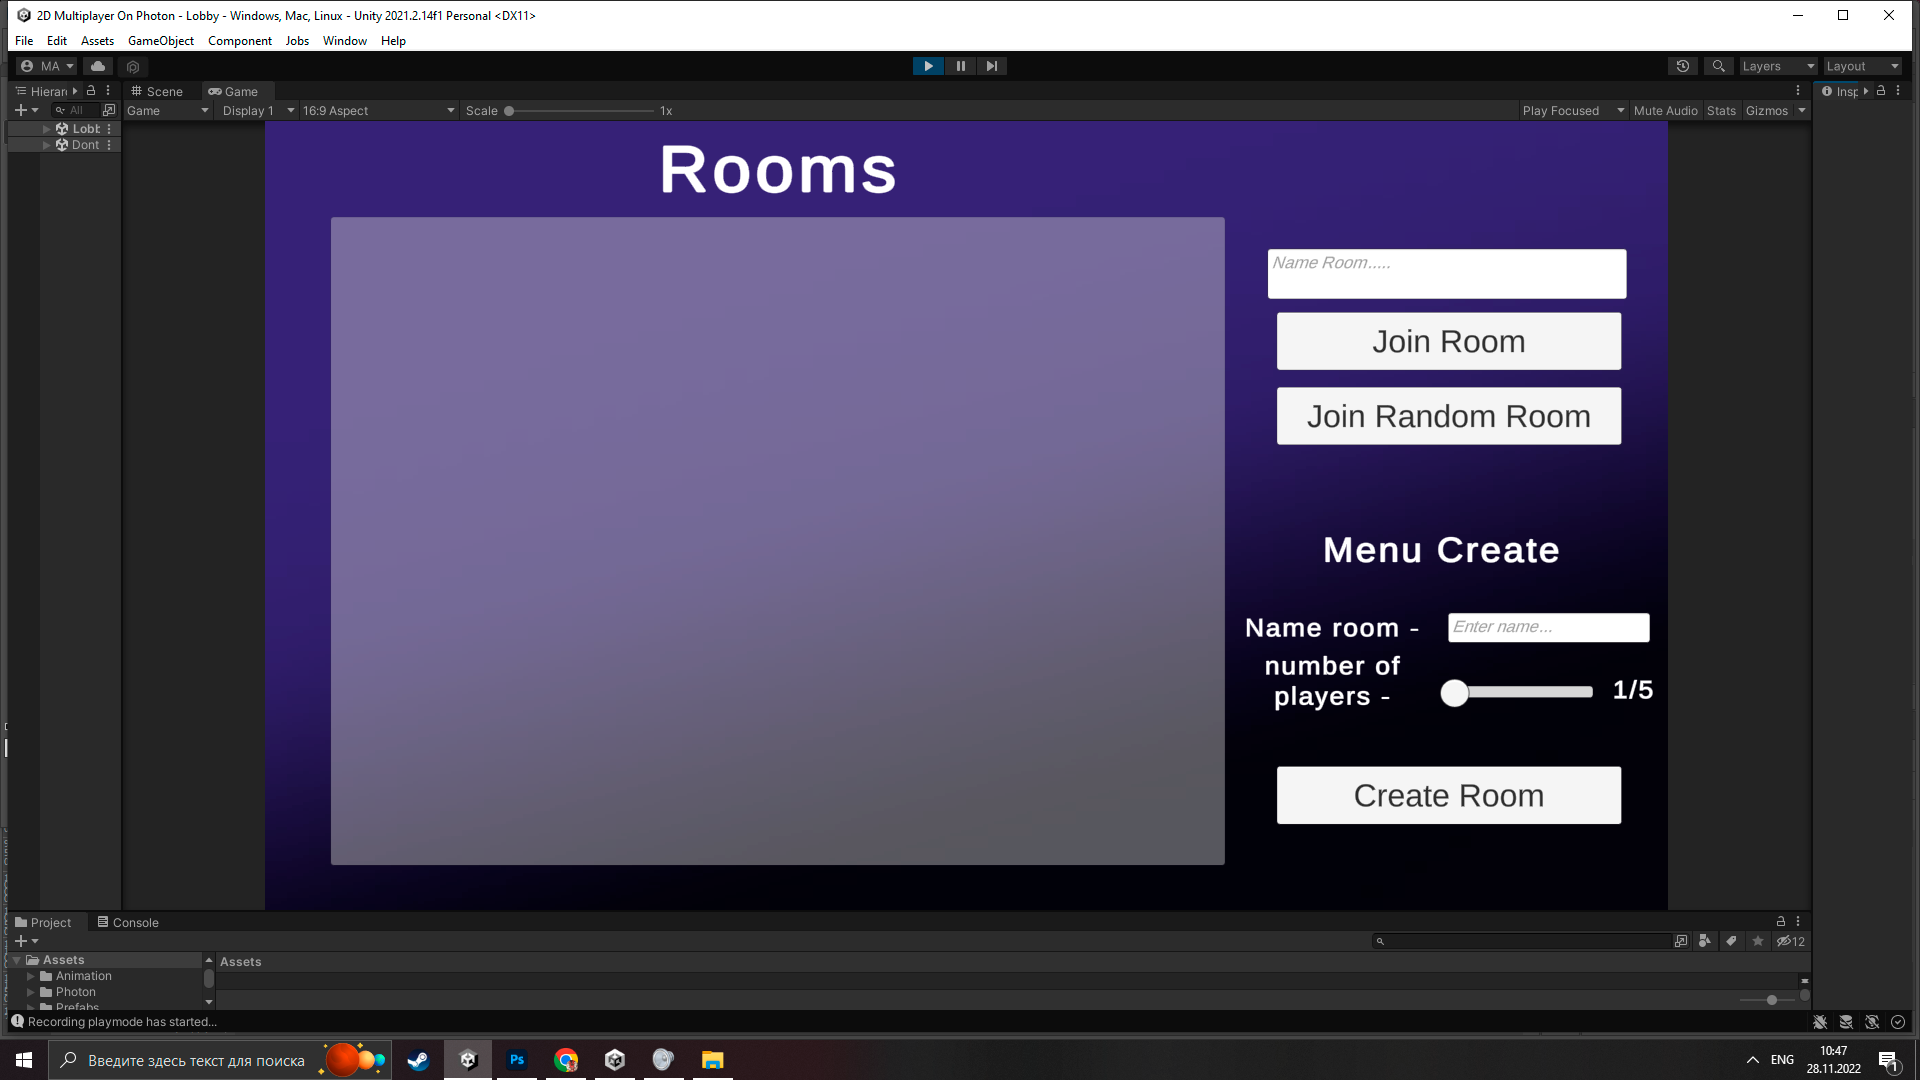 2D Multiplayer On Photon - Lobby - Windows, Mac, Linux - Unity 2021.2.14f1 Personal <DX11>
File Edit Assets GameObject Component Jobs Window Help
MA Layers Layout
Hierarc Scene Game Insp
All Game Display 1 16:9 Aspect Scale 1x Play Focused Mute Audio Stats Gizmos
Lobb
Dont
Rooms
Name Room.....
Join Room
Join Random Room
Menu Create
Name room - Enter name...
number of
players - 1/5
Create Room
Project Console
12
Assets Assets
Animation
Photon
Prefabs
Recording playmode has started...
Введите здесь текст для поиска
Ps
ENG
10:47
28.11.2022
1